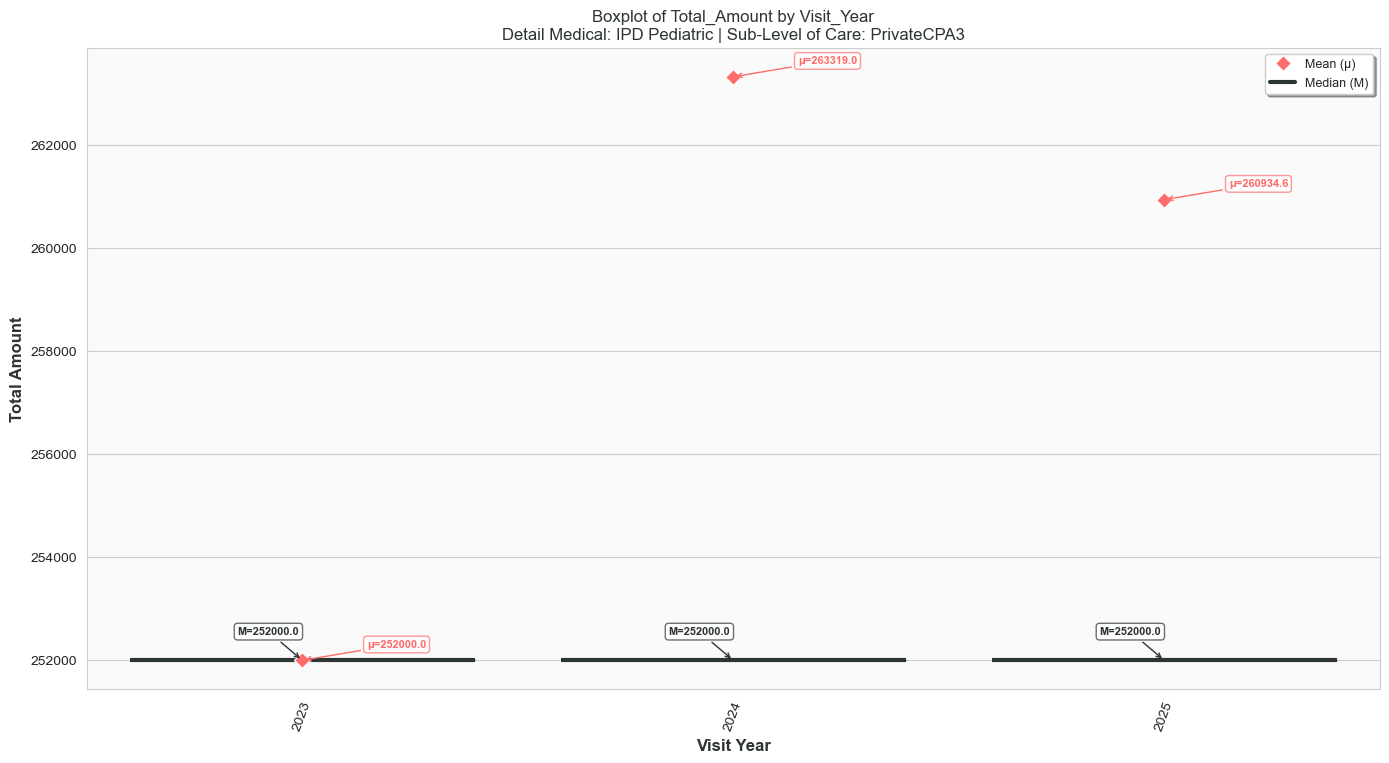 Boxplot of Total_Amount by Visit_Year
Detail Medical: IPD Pediatric | Sub-Level of Care: PrivateCPA3
Mean (μ)
Median (M)
μ=263319.0
μ=260934.6
262000
260000
258000
256000
254000
252000
Total Amount
M=252000.0
μ=252000.0
M=252000.0
M=252000.0
2023
2024
2025
Visit Year